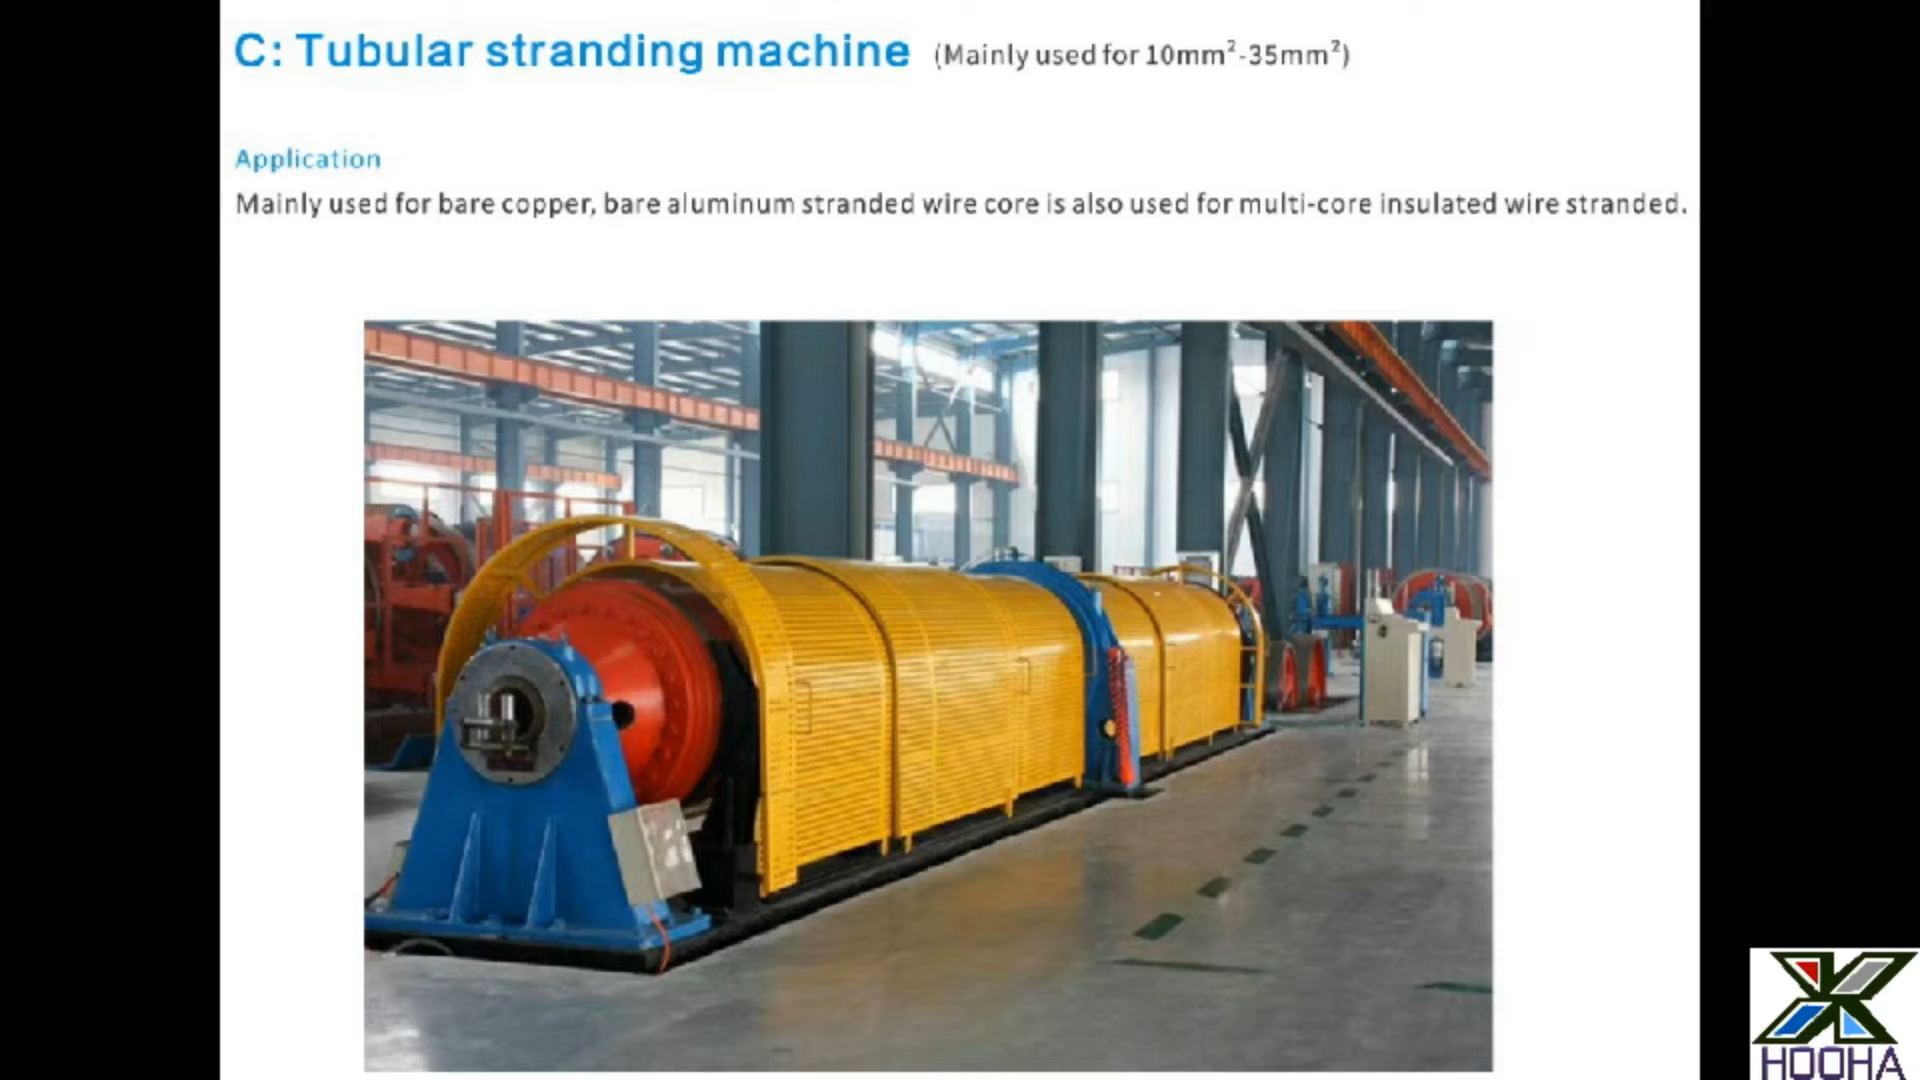 C: Tubular stranding machine (Mainly used for 10mm²-35mm²)
Application
Mainly used for bare copper, bare aluminum stranded wire core is also used for multi-core insulated wire stranded.
HOOHA